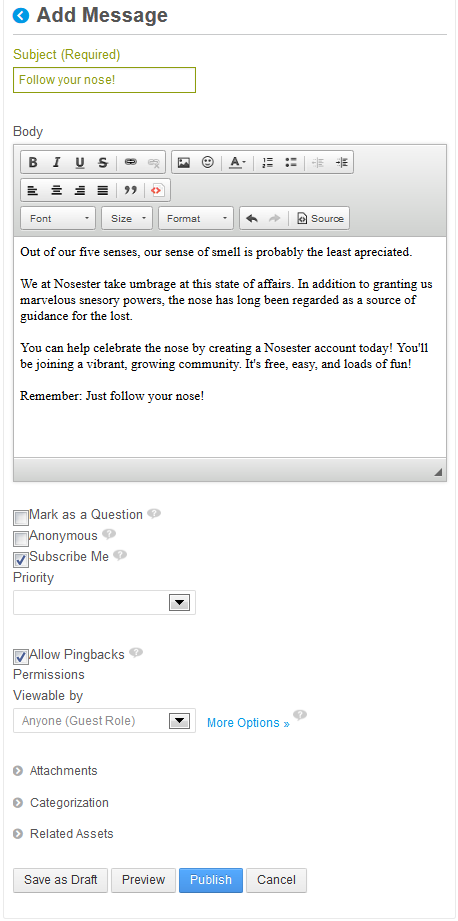 Add Message
Subject (Required)
Follow your nose!
Body
B I U S A
Font Size Format Source
Out of our five senses, our sense of smell is probably the least apreciated.
We at Nosester take umbrage at this state of affairs. In addition to granting us
marvelous snesory powers, the nose has long been regarded as a source of
guidance for the lost.
You can help celebrate the nose by creating a Nosester account today! You'll
be joining a vibrant, growing community. It's free, easy, and loads of fun!
Remember: Just follow your nose!
Mark as a Question ?
Anonymous ?
Subscribe Me ?
Priority
Allow Pingbacks ?
Permissions
Viewable by
Anyone (Guest Role) More Options » ?
Attachments
Categorization
Related Assets
Save as Draft Preview Publish Cancel